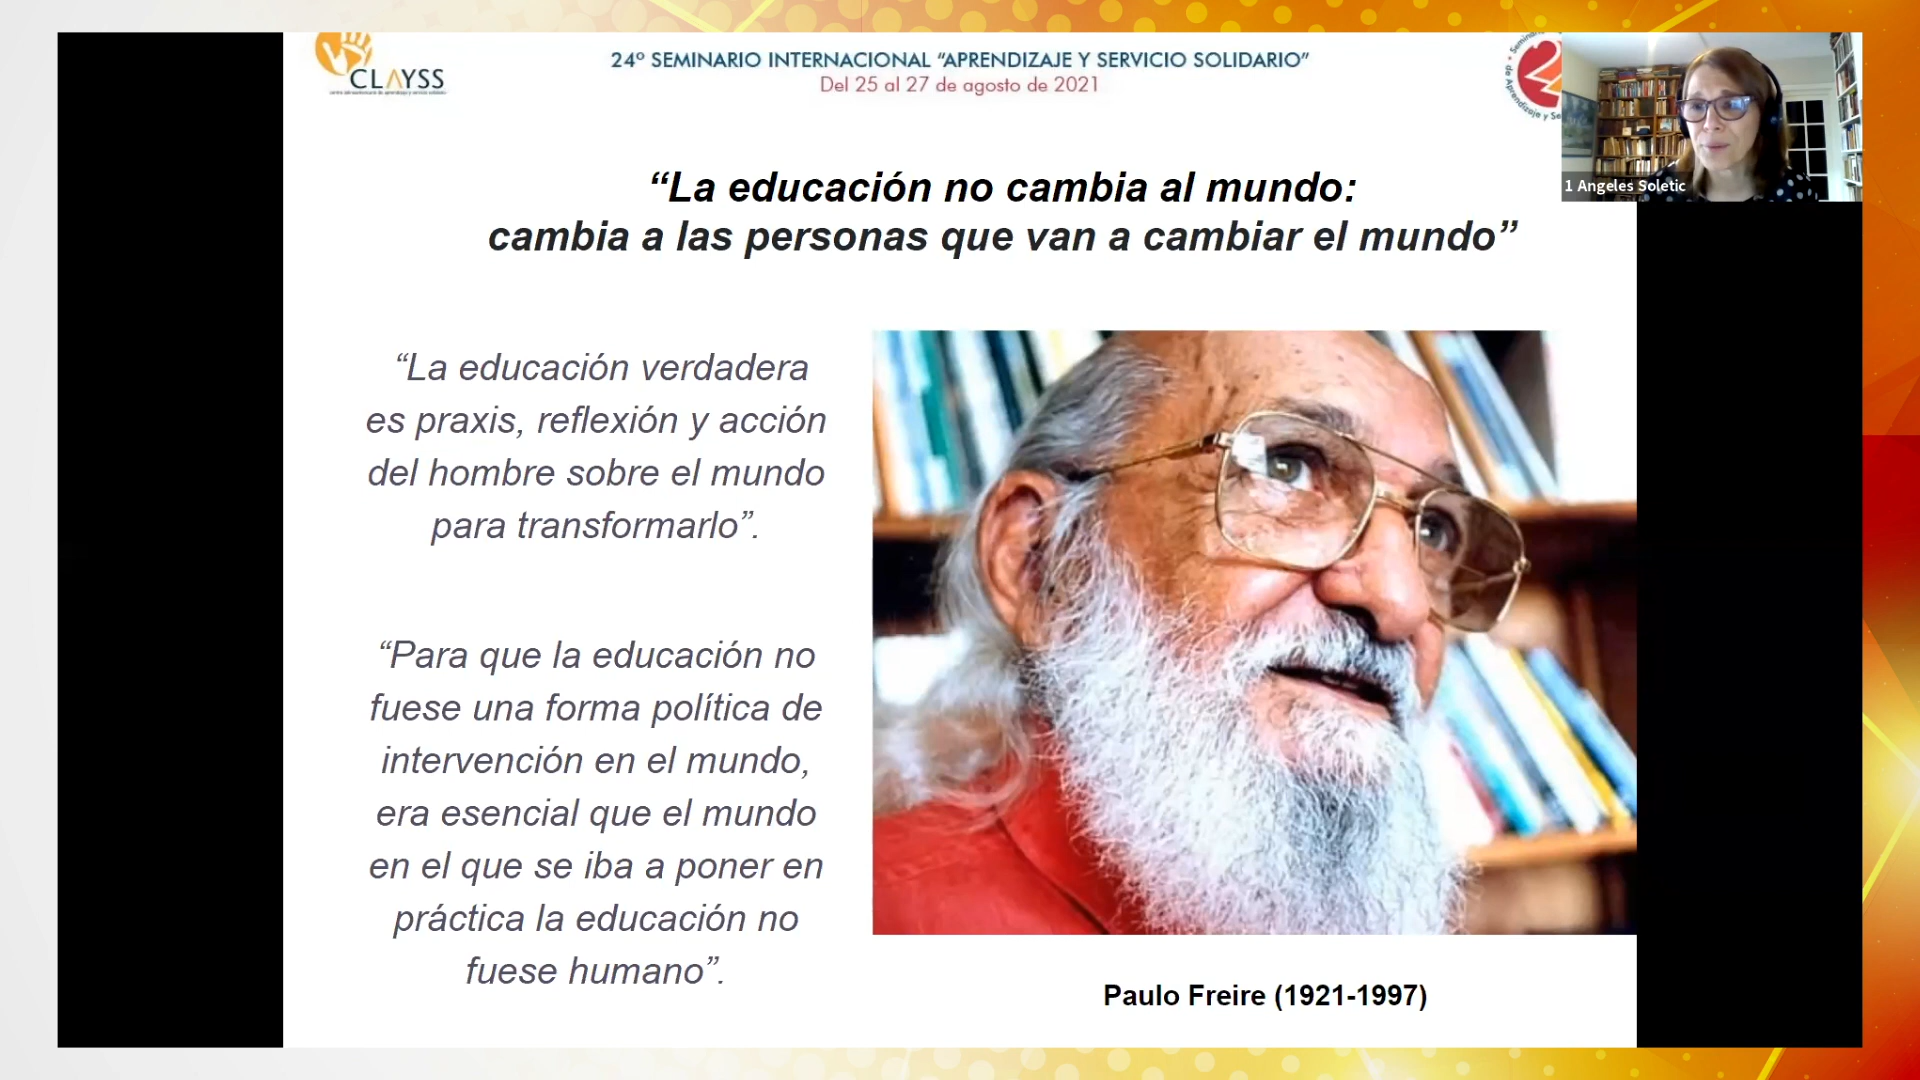 CLAYSS
24º SEMINARIO INTERNACIONAL “APRENDIZAJE Y SERVICIO SOLIDARIO”
Del 25 al 27 de agosto de 2021
1 Angeles Soletic
“La educación no cambia al mundo:
cambia a las personas que van a cambiar el mundo”
“La educación verdadera
es praxis, reflexión y acción
del hombre sobre el mundo
para transformarlo”.
“Para que la educación no
fuese una forma política de
intervención en el mundo,
era esencial que el mundo
en el que se iba a poner en
práctica la educación no
fuese humano”.
Paulo Freire (1921-1997)